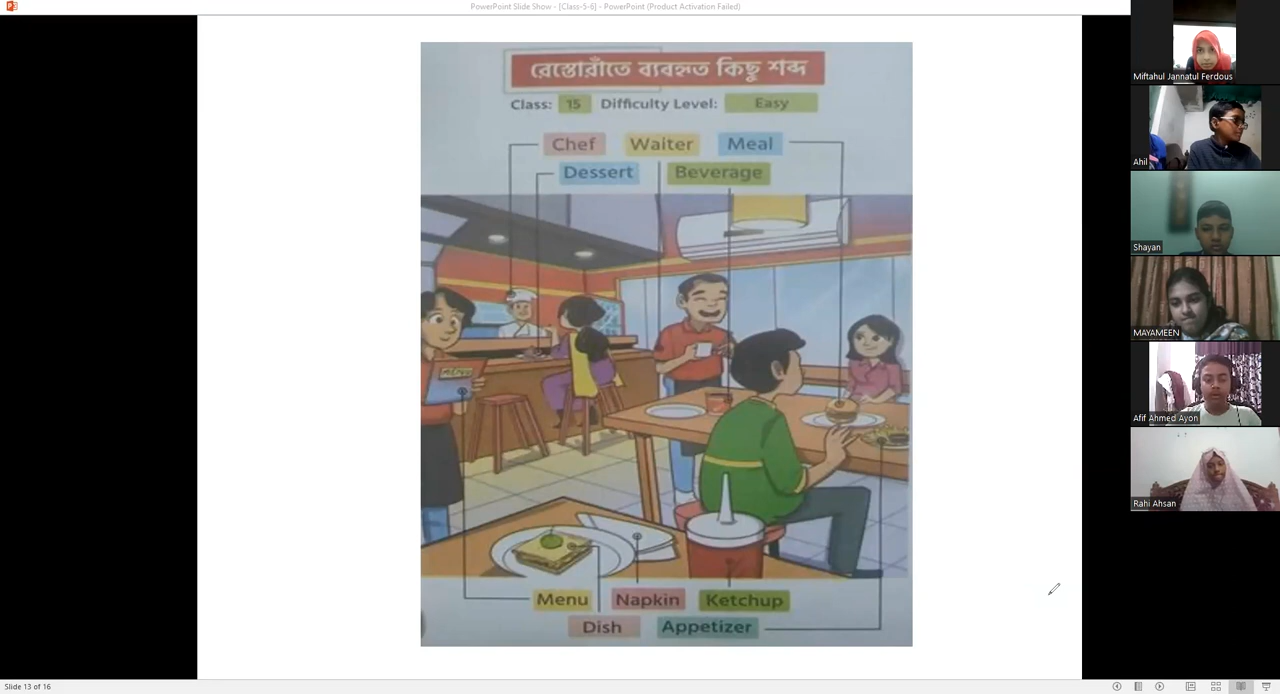 PowerPoint Slide Show - [Class-5-6] - PowerPoint (Product Activation Failed)
রেস্তোরাঁতে ব্যবহৃত কিছু শব্দ
Class: 15 Difficulty Level: Easy
Chef Waiter Meal
Dessert Beverage
MENU
Menu Napkin Ketchup
Dish Appetizer
Miftahul Jannatul Ferdous
Ahil
Shayan
MAYAMEEN
Afif Ahmed Ayon
Rahi Ahsan
Slide 13 of 16